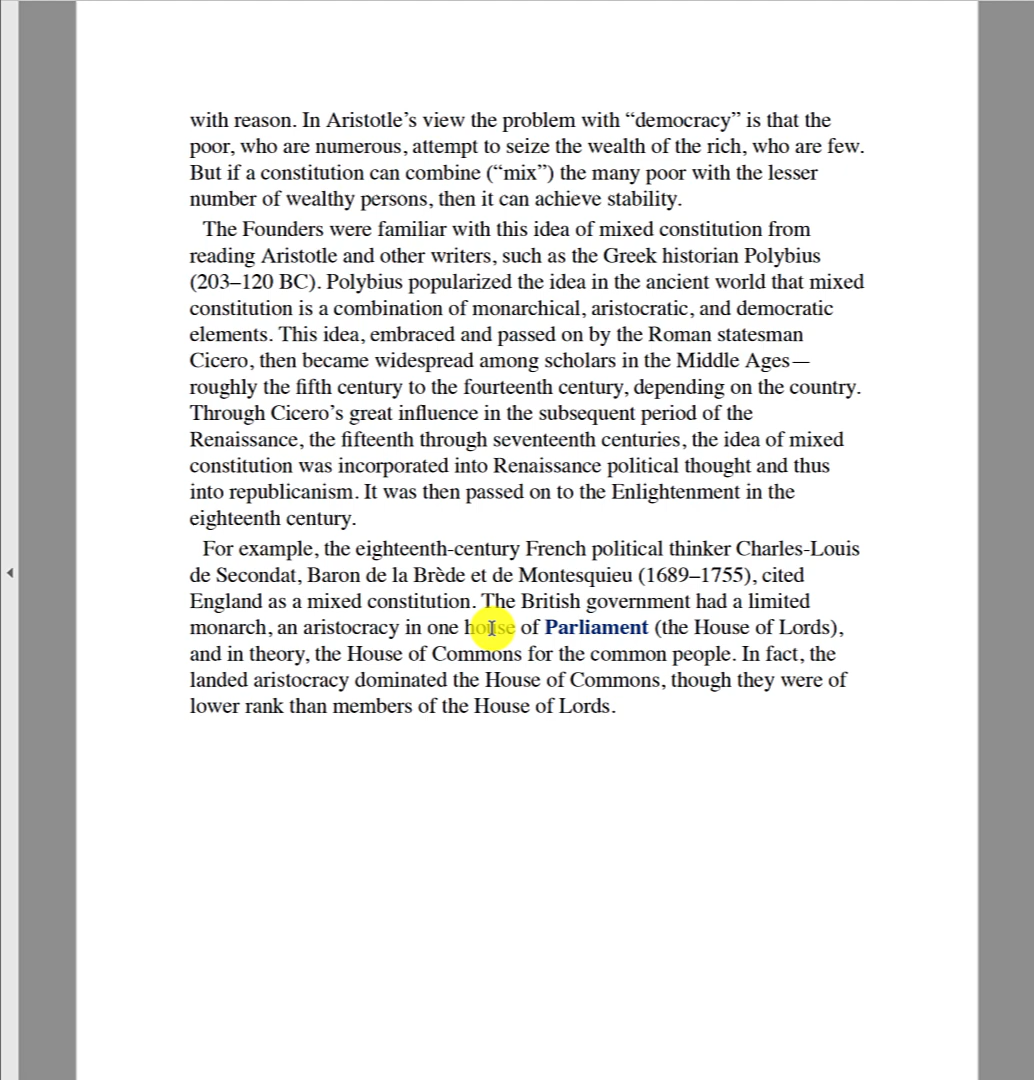 with reason. In Aristotle’s view the problem with “democracy” is that the
poor, who are numerous, attempt to seize the wealth of the rich, who are few.
But if a constitution can combine (“mix”) the many poor with the lesser
number of wealthy persons, then it can achieve stability.
The Founders were familiar with this idea of mixed constitution from
reading Aristotle and other writers, such as the Greek historian Polybius
(203–120 BC). Polybius popularized the idea in the ancient world that mixed
constitution is a combination of monarchical, aristocratic, and democratic
elements. This idea, embraced and passed on by the Roman statesman
Cicero, then became widespread among scholars in the Middle Ages—
roughly the fifth century to the fourteenth century, depending on the country.
Through Cicero’s great influence in the subsequent period of the
Renaissance, the fifteenth through seventeenth centuries, the idea of mixed
constitution was incorporated into Renaissance political thought and thus
into republicanism. It was then passed on to the Enlightenment in the
eighteenth century.
For example, the eighteenth-century French political thinker Charles-Louis
de Secondat, Baron de la Brède et de Montesquieu (1689–1755), cited
England as a mixed constitution. The British government had a limited
monarch, an aristocracy in one house of Parliament (the House of Lords),
and in theory, the House of Commons for the common people. In fact, the
landed aristocracy dominated the House of Commons, though they were of
lower rank than members of the House of Lords.